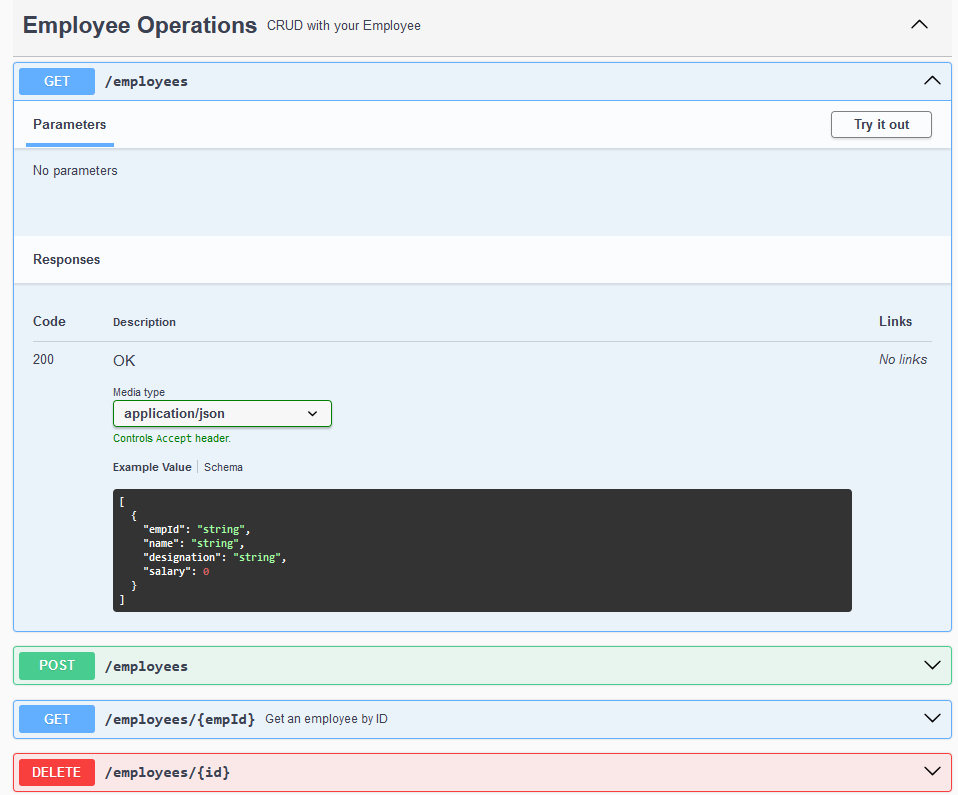 Employee Operations CRUD with your Employee
GET /employees
Parameters Try it out
No parameters
Responses
Code Description Links
200 OK No links
Media type
application/json
Controls Accept header.
Example Value Schema
[
  {
    "empId": "string",
    "name": "string",
    "designation": "string",
    "salary": 0
  }
]
POST /employees
GET /employees/{empId} Get an employee by ID
DELETE /employees/{id}